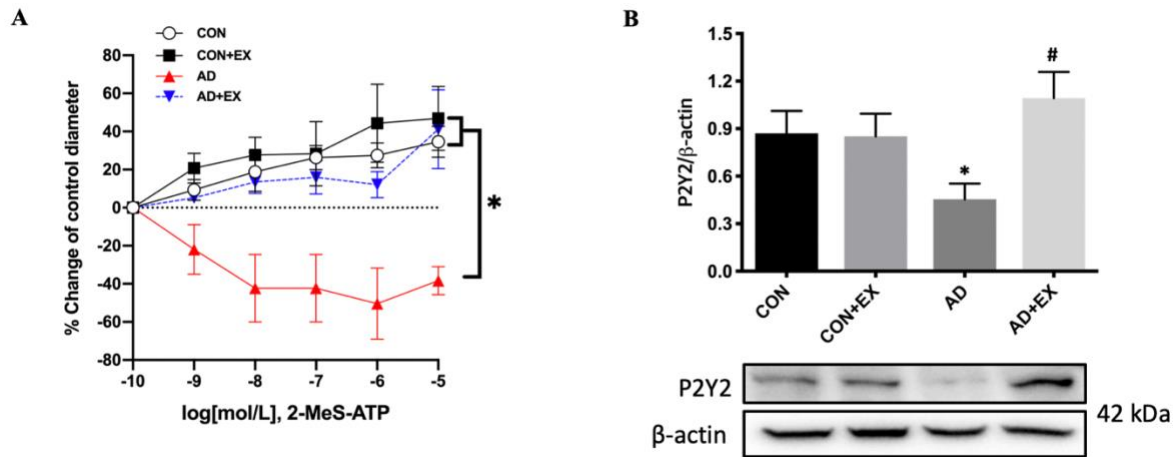 A
CON
CON+EX
AD
AD+EX
80
60
40
20
0
-20
-40
-60
-80
*
% Change of control diameter
-10 -9 -8 -7 -6 -5
log[mol/L], 2-MeS-ATP
B
1.5
1.2
0.9
0.6
0.3
0.0
P2Y2/β-actin
*
#
CON CON+EX AD AD+EX
P2Y2
42 kDa
β-actin